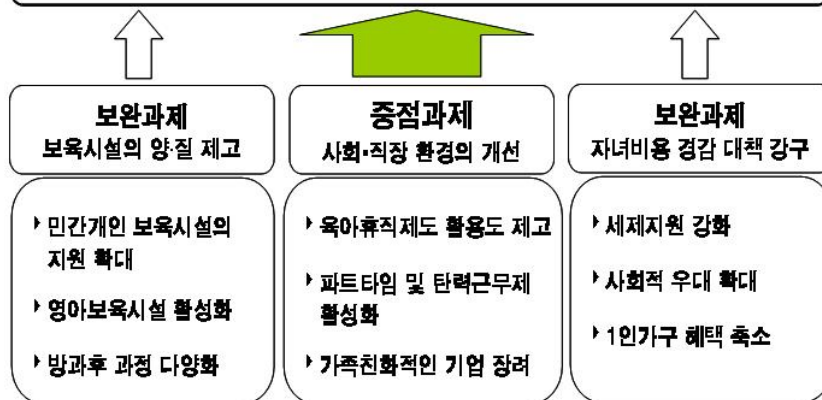 보완과제
보육시설의 양·질 제고
중점과제
사회·직장 환경의 개선
보완과제
자녀비용 경감 대책 강구
민간개인 보육시설의
지원 확대
영아보육시설 활성화
방과후 과정 다양화
육아휴직제도 활용도 제고
파트타임 및 탄력근무제
활성화
가족친화적인 기업 장려
세제지원 강화
사회적 우대 확대
1인가구 혜택 축소